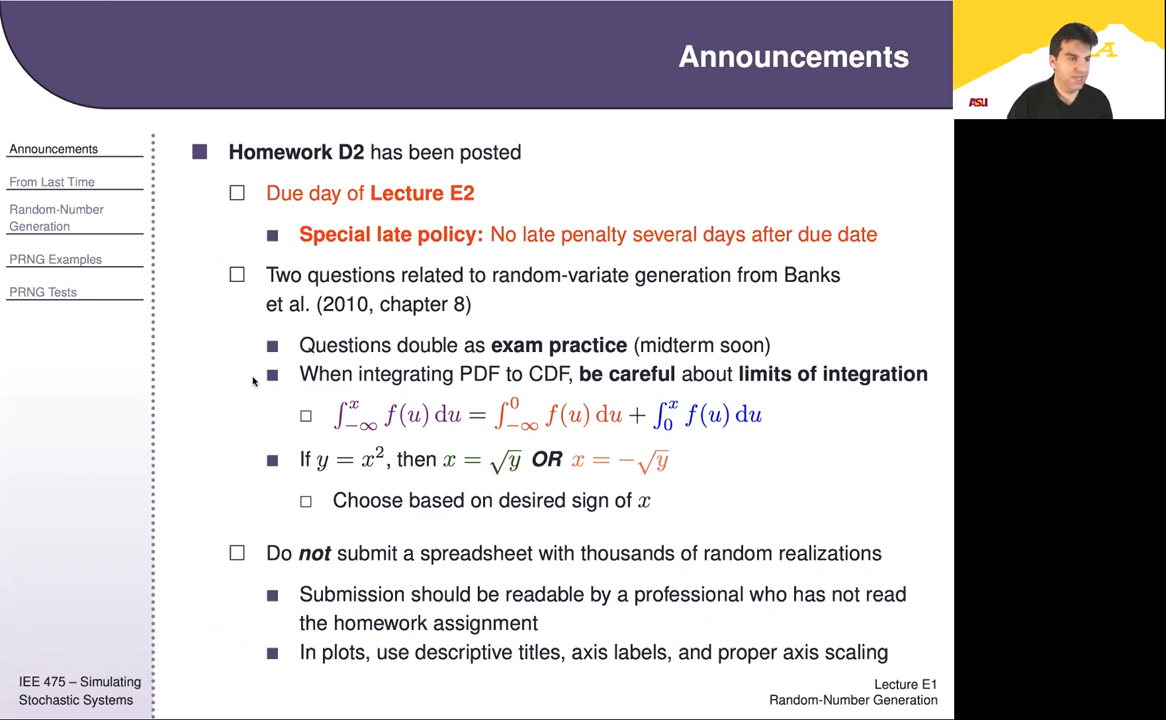 Announcements
ASU
Announcements
From Last Time
Random-Number
Generation
PRNG Examples
PRNG Tests
Homework D2 has been posted
Due day of Lecture E2
Special late policy: No late penalty several days after due date
Two questions related to random-variate generation from Banks
et al. (2010, chapter 8)
Questions double as exam practice (midterm soon)
When integrating PDF to CDF, be careful about limits of integration
∫_{-∞}^{x} f(u) du = ∫_{-∞}^{0} f(u) du + ∫_{0}^{x} f(u) du
If y = x², then x = √y OR x = −√y
Choose based on desired sign of x
Do not submit a spreadsheet with thousands of random realizations
Submission should be readable by a professional who has not read
the homework assignment
In plots, use descriptive titles, axis labels, and proper axis scaling
IEE 475 – Simulating
Stochastic Systems
Lecture E1
Random-Number Generation